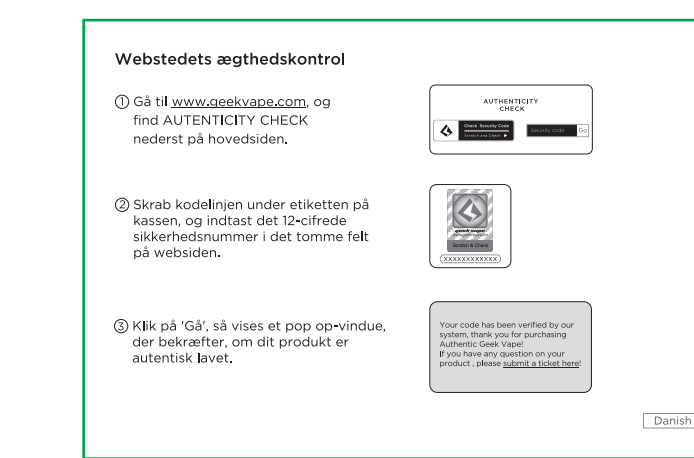 Webstedets ægthedskontrol
① Gå til www.geekvape.com, og
find AUTENTICITY CHECK
nederst på hovedsiden.
AUTHENTICITY
CHECK
Check Security Code
Scratch and Check ▶
Security code
Go
② Skrab kodelinjen under etiketten på
kassen, og indtast det 12-cifrede
sikkerhedsnummer i det tomme felt
på websiden.
geek vape
Scratch & Check
XXXXXXXXXXXX
③ Klik på 'Gå', så vises et pop op-vindue,
der bekræfter, om dit produkt er
autentisk lavet.
Your code has been verified by our
system, thank you for purchasing
Authentic Geek Vape!
If you have any question on your
product , please submit a ticket here!
Danish